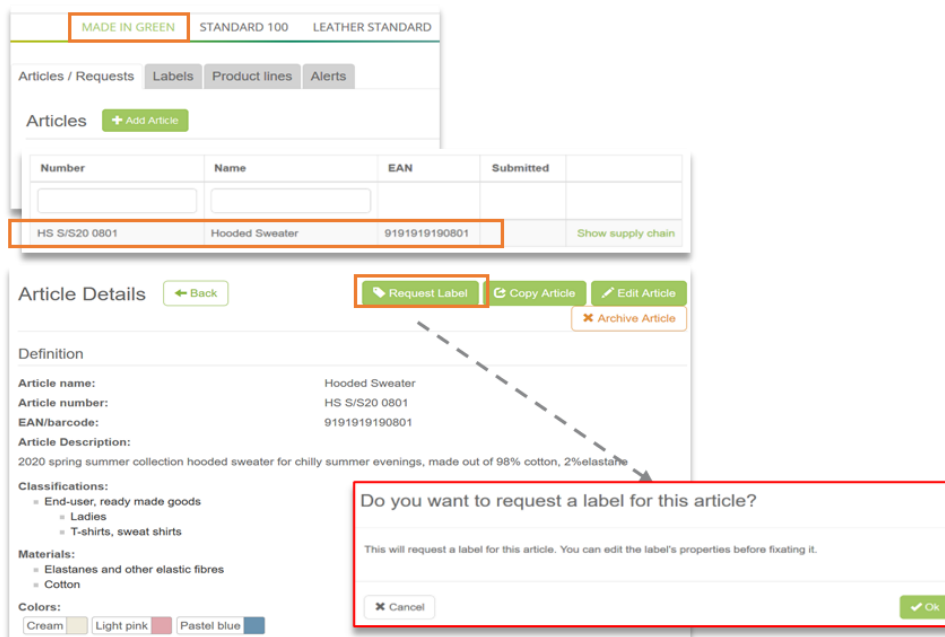 MADE IN GREEN STANDARD 100 LEATHER STANDARD
Articles / Requests Labels Product lines Alerts
Articles + Add Article
Number Name EAN Submitted
HS S/S20 0801 Hooded Sweater 9191919190801 Show supply chain
Article Details Back Request Label Copy Article Edit Article
Archive Article
Definition
Article name: Hooded Sweater
Article number: HS S/S20 0801
EAN/barcode: 9191919190801
Article Description:
2020 spring summer collection hooded sweater for chilly summer evenings, made out of 98% cotton, 2%elastane
Classifications:
End-user, ready made goods
Ladies
T-shirts, sweat shirts
Materials:
Elastanes and other elastic fibres
Cotton
Colors:
Cream Light pink Pastel blue
Do you want to request a label for this article?
This will request a label for this article. You can edit the label's properties before fixating it.
Cancel Ok